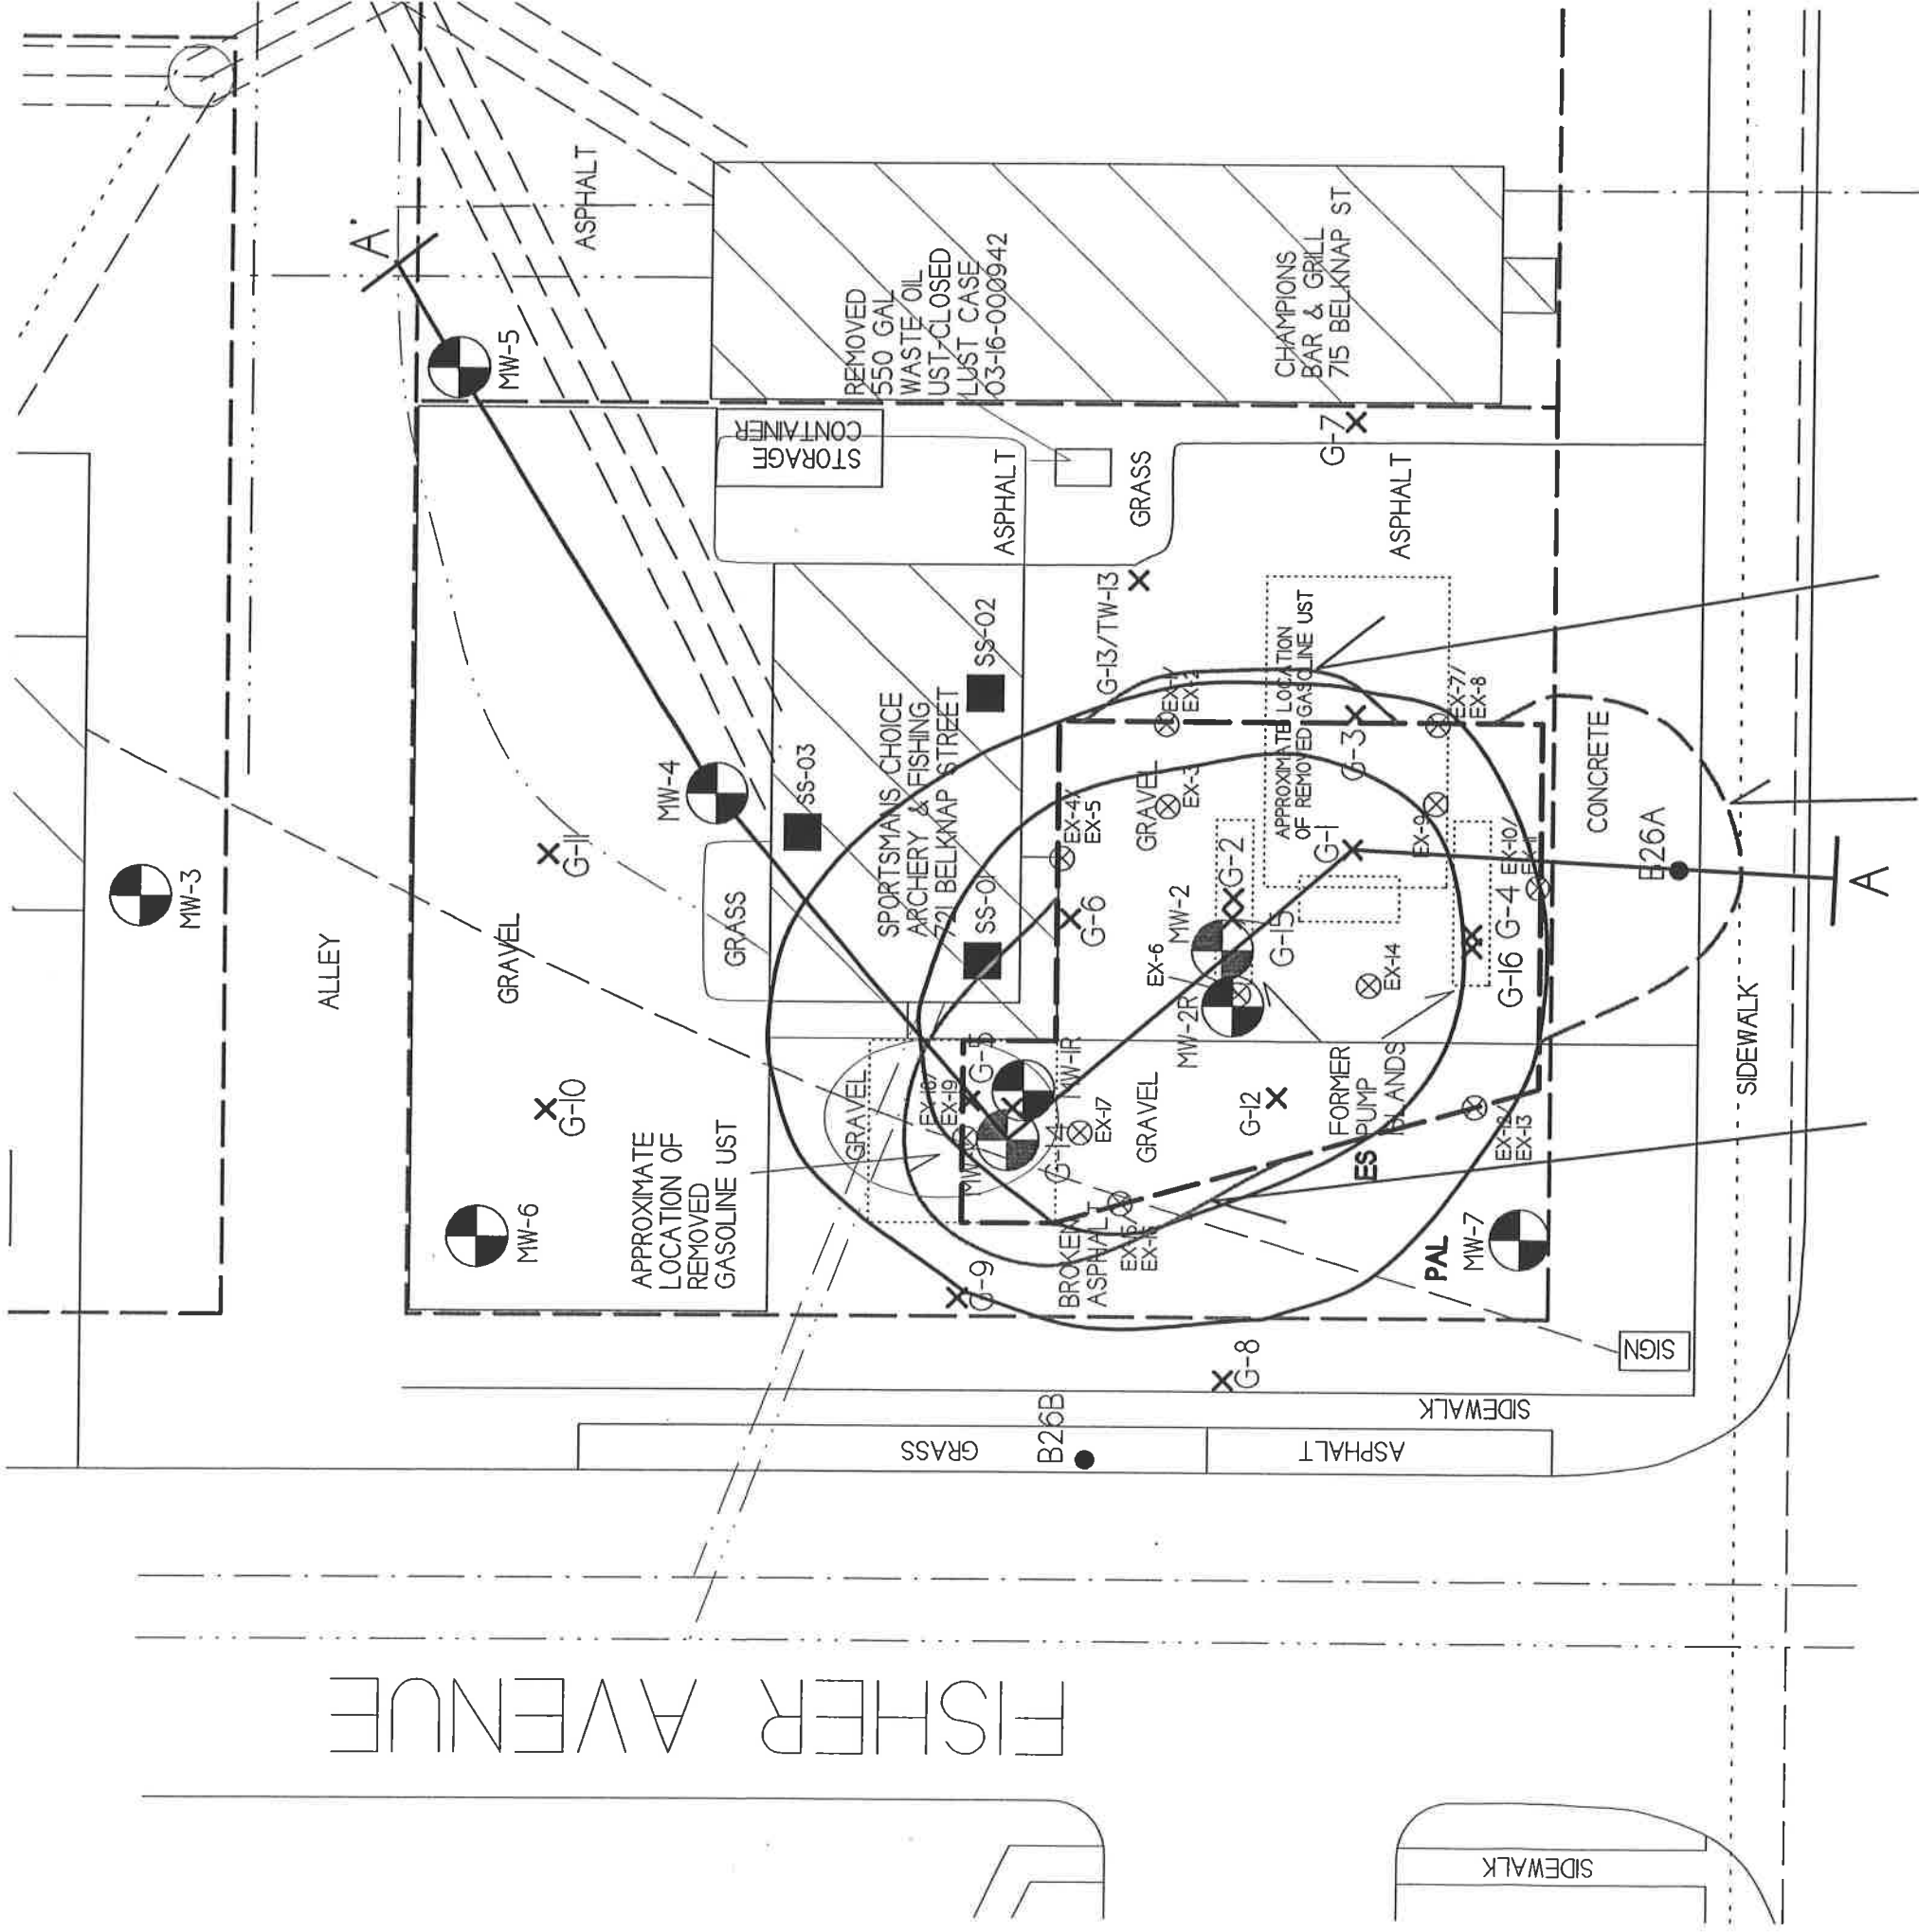 A'
ASPHALT
MW-5
REMOVED
550 GAL
WASTE OIL
UST-CLOSED
LUST CASE
03-16-000942
CHAMPIONS
BAR & GRILL
715 BELKNAP ST
STORAGE
CONTAINER
ASPHALT
GRASS
G-7
ASPHALT
G-13/TW-13
SS-02
SS-03
MW-4
SPORTSMANS CHOICE
ARCHERY & FISHING
721 BELKNAP STREET
SS-01
EX-1/
EX-2
EX-3
EX-4/
EX-5
GRAVEL
APPROXIMATE LOCATION
OF REMOVED GASOLINE UST
G-3
EX-7/
EX-8
EX-9
G-1
G-2
MW-2
G-15
EX-6
MW-2R
EX-14
EX-10/
G-16
G-4
CONCRETE
B26A
A
G-6
G-11
MW-3
ALLEY
GRAVEL
GRASS
G-10
MW-6
APPROXIMATE
LOCATION OF
REMOVED
GASOLINE UST
GRAVEL
EX-19
G-5
MW-1R
G-14
EX-17
GRAVEL
G-12
FORMER
PUMP
ISLANDS
ES
EX-12/
EX-13
PAL
MW-7
BROKEN
ASPHALT
G-9
G-8
SIGN
SIDEWALK
SIDEWALK
GRASS
B26B
ASPHALT
FISHER AVENUE
SIDEWALK